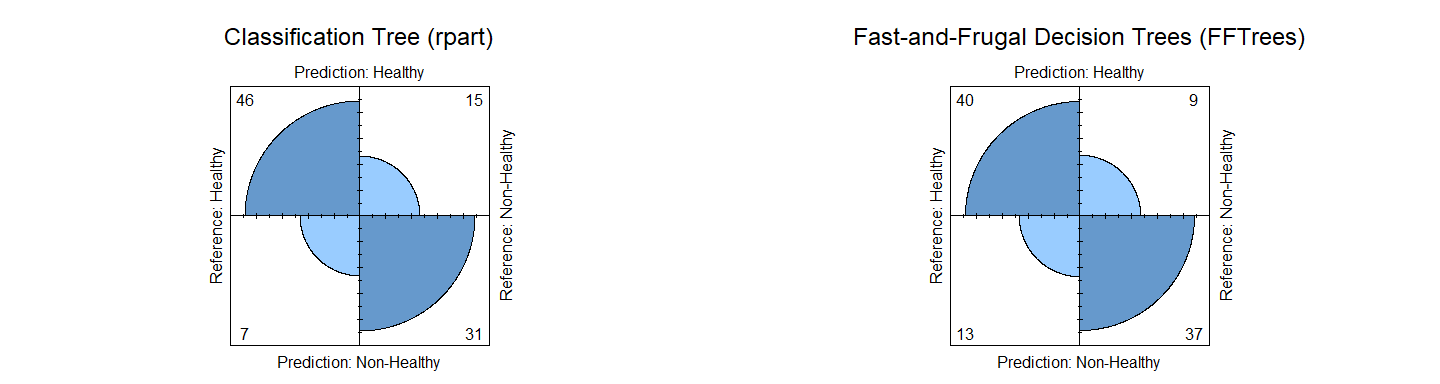 Classification Tree (rpart)
Prediction: Healthy
46
15
Reference: Healthy
Reference: Non-Healthy
7
31
Prediction: Non-Healthy
Fast-and-Frugal Decision Trees (FFTrees)
Prediction: Healthy
40
9
Reference: Healthy
Reference: Non-Healthy
13
37
Prediction: Non-Healthy